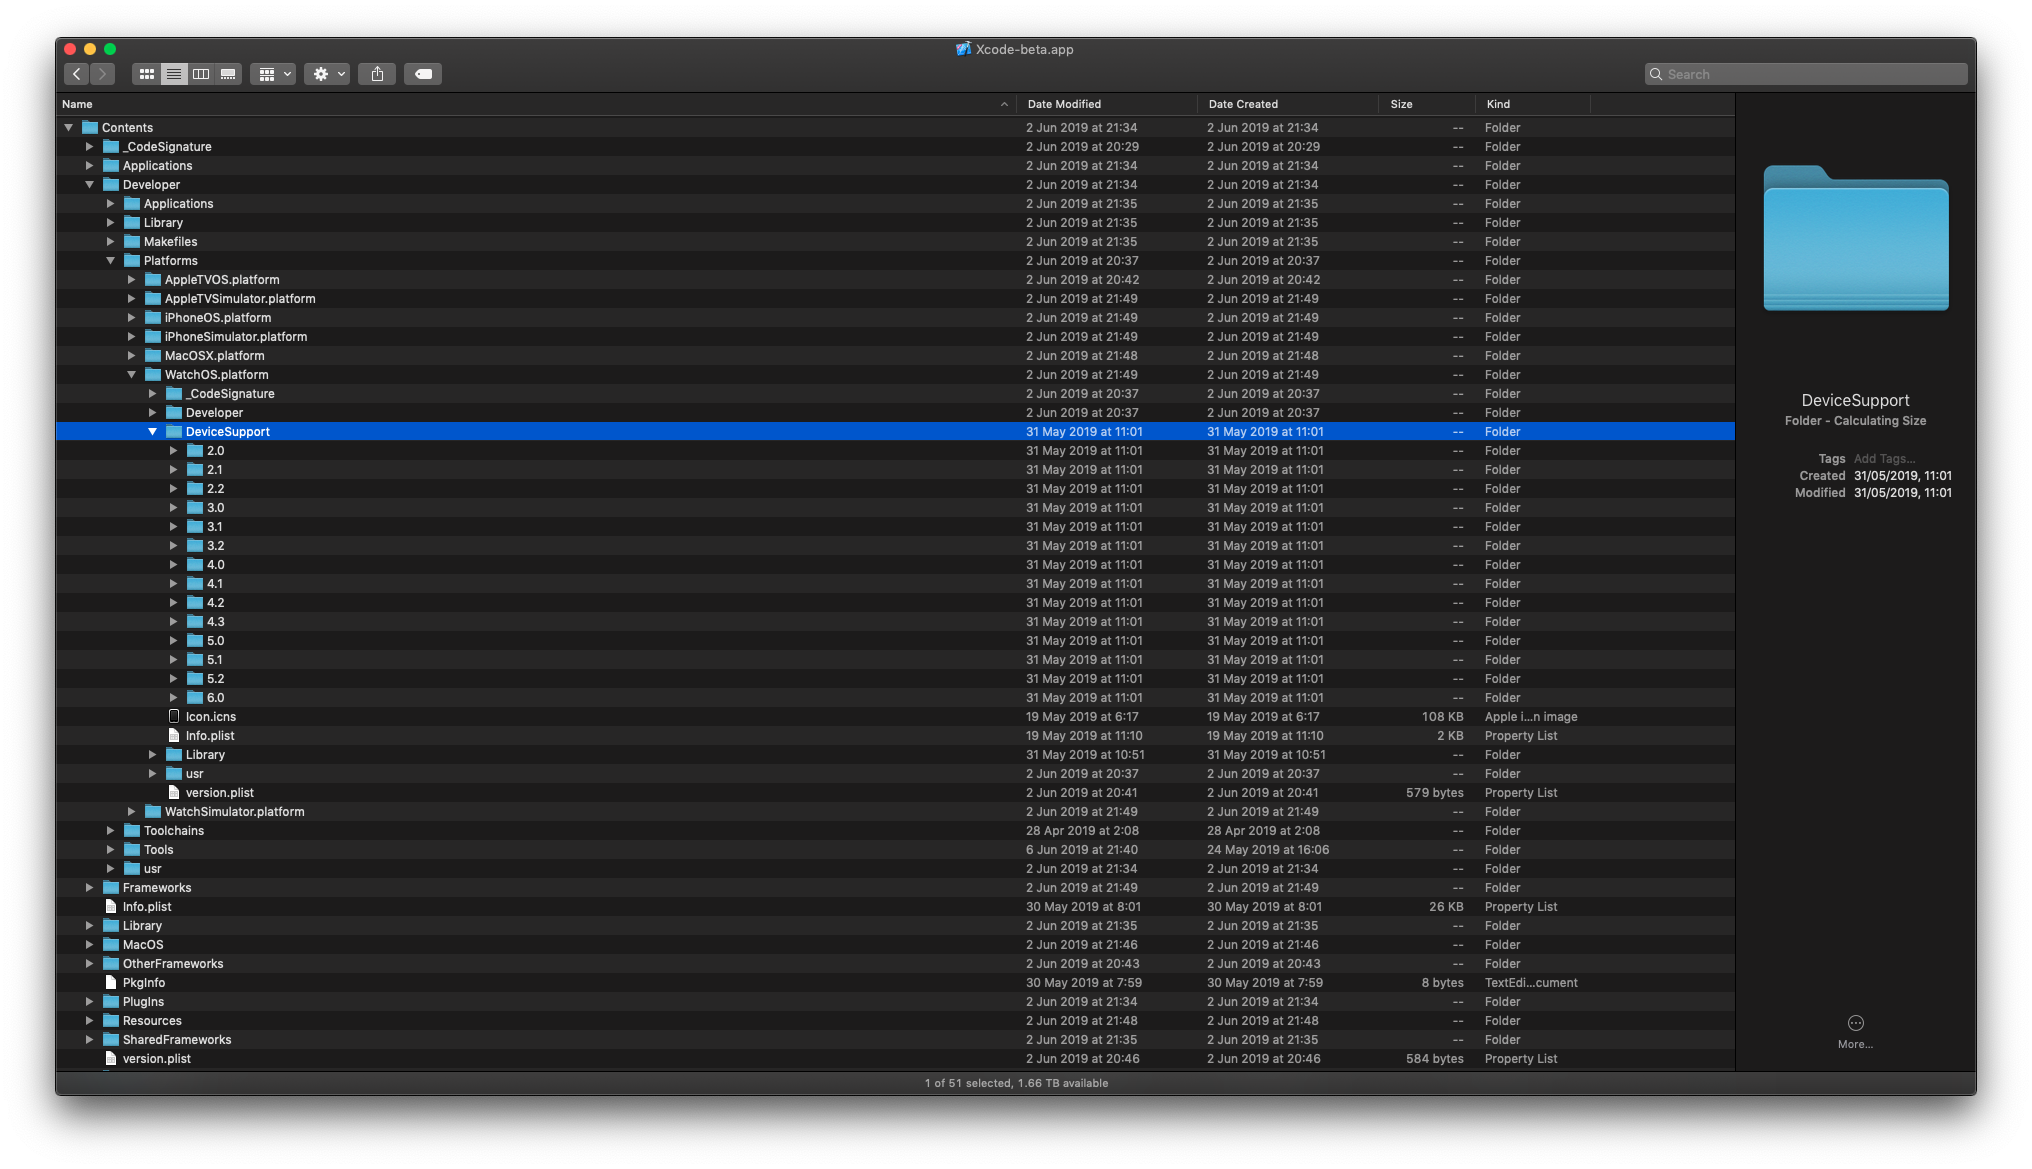 Xcode-beta.app
Search
Name Date Modified Date Created Size Kind
Contents 2 Jun 2019 at 21:34 2 Jun 2019 at 21:34 -- Folder
_CodeSignature 2 Jun 2019 at 20:29 2 Jun 2019 at 20:29 -- Folder
Applications 2 Jun 2019 at 21:34 2 Jun 2019 at 21:34 -- Folder
Developer 2 Jun 2019 at 21:34 2 Jun 2019 at 21:34 -- Folder
Applications 2 Jun 2019 at 21:35 2 Jun 2019 at 21:35 -- Folder
Library 2 Jun 2019 at 21:35 2 Jun 2019 at 21:35 -- Folder
Makefiles 2 Jun 2019 at 21:35 2 Jun 2019 at 21:35 -- Folder
Platforms 2 Jun 2019 at 20:37 2 Jun 2019 at 20:37 -- Folder
AppleTVOS.platform 2 Jun 2019 at 20:42 2 Jun 2019 at 20:42 -- Folder
AppleTVSimulator.platform 2 Jun 2019 at 21:49 2 Jun 2019 at 21:49 -- Folder
iPhoneOS.platform 2 Jun 2019 at 21:49 2 Jun 2019 at 21:49 -- Folder
iPhoneSimulator.platform 2 Jun 2019 at 21:49 2 Jun 2019 at 21:49 -- Folder
MacOSX.platform 2 Jun 2019 at 21:48 2 Jun 2019 at 21:48 -- Folder
WatchOS.platform 2 Jun 2019 at 21:49 2 Jun 2019 at 21:49 -- Folder
_CodeSignature 2 Jun 2019 at 20:37 2 Jun 2019 at 20:37 -- Folder
Developer 2 Jun 2019 at 20:37 2 Jun 2019 at 20:37 -- Folder
DeviceSupport 31 May 2019 at 11:01 31 May 2019 at 11:01 -- Folder
2.0 31 May 2019 at 11:01 31 May 2019 at 11:01 -- Folder
2.1 31 May 2019 at 11:01 31 May 2019 at 11:01 -- Folder
2.2 31 May 2019 at 11:01 31 May 2019 at 11:01 -- Folder
3.0 31 May 2019 at 11:01 31 May 2019 at 11:01 -- Folder
3.1 31 May 2019 at 11:01 31 May 2019 at 11:01 -- Folder
3.2 31 May 2019 at 11:01 31 May 2019 at 11:01 -- Folder
4.0 31 May 2019 at 11:01 31 May 2019 at 11:01 -- Folder
4.1 31 May 2019 at 11:01 31 May 2019 at 11:01 -- Folder
4.2 31 May 2019 at 11:01 31 May 2019 at 11:01 -- Folder
4.3 31 May 2019 at 11:01 31 May 2019 at 11:01 -- Folder
5.0 31 May 2019 at 11:01 31 May 2019 at 11:01 -- Folder
5.1 31 May 2019 at 11:01 31 May 2019 at 11:01 -- Folder
5.2 31 May 2019 at 11:01 31 May 2019 at 11:01 -- Folder
6.0 31 May 2019 at 11:01 31 May 2019 at 11:01 -- Folder
Icon.icns 19 May 2019 at 6:17 19 May 2019 at 6:17 108 KB Apple i...n image
Info.plist 19 May 2019 at 11:10 19 May 2019 at 11:10 2 KB Property List
Library 31 May 2019 at 10:51 31 May 2019 at 10:51 -- Folder
usr 2 Jun 2019 at 20:37 2 Jun 2019 at 20:37 -- Folder
version.plist 2 Jun 2019 at 20:41 2 Jun 2019 at 20:41 579 bytes Property List
WatchSimulator.platform 2 Jun 2019 at 21:49 2 Jun 2019 at 21:49 -- Folder
Toolchains 28 Apr 2019 at 2:08 28 Apr 2019 at 2:08 -- Folder
Tools 6 Jun 2019 at 21:40 24 May 2019 at 16:06 -- Folder
usr 2 Jun 2019 at 21:34 2 Jun 2019 at 21:34 -- Folder
Frameworks 2 Jun 2019 at 21:49 2 Jun 2019 at 21:49 -- Folder
Info.plist 30 May 2019 at 8:01 30 May 2019 at 8:01 26 KB Property List
Library 2 Jun 2019 at 21:35 2 Jun 2019 at 21:35 -- Folder
MacOS 2 Jun 2019 at 21:46 2 Jun 2019 at 21:46 -- Folder
OtherFrameworks 2 Jun 2019 at 20:43 2 Jun 2019 at 20:43 -- Folder
PkgInfo 30 May 2019 at 7:59 30 May 2019 at 7:59 8 bytes TextEdi...cument
PlugIns 2 Jun 2019 at 21:34 2 Jun 2019 at 21:34 -- Folder
Resources 2 Jun 2019 at 21:48 2 Jun 2019 at 21:48 -- Folder
SharedFrameworks 2 Jun 2019 at 21:35 2 Jun 2019 at 21:35 -- Folder
version.plist 2 Jun 2019 at 20:46 2 Jun 2019 at 20:46 584 bytes Property List
DeviceSupport
Folder - Calculating Size
Tags Add Tags...
Created 31/05/2019, 11:01
Modified 31/05/2019, 11:01
More...
1 of 51 selected, 1.66 TB available